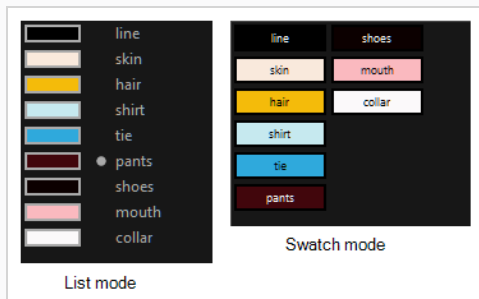 line
skin
hair
shirt
tie
pants
shoes
mouth
collar
List mode
line shoes
skin mouth
hair collar
shirt
tie
pants
Swatch mode